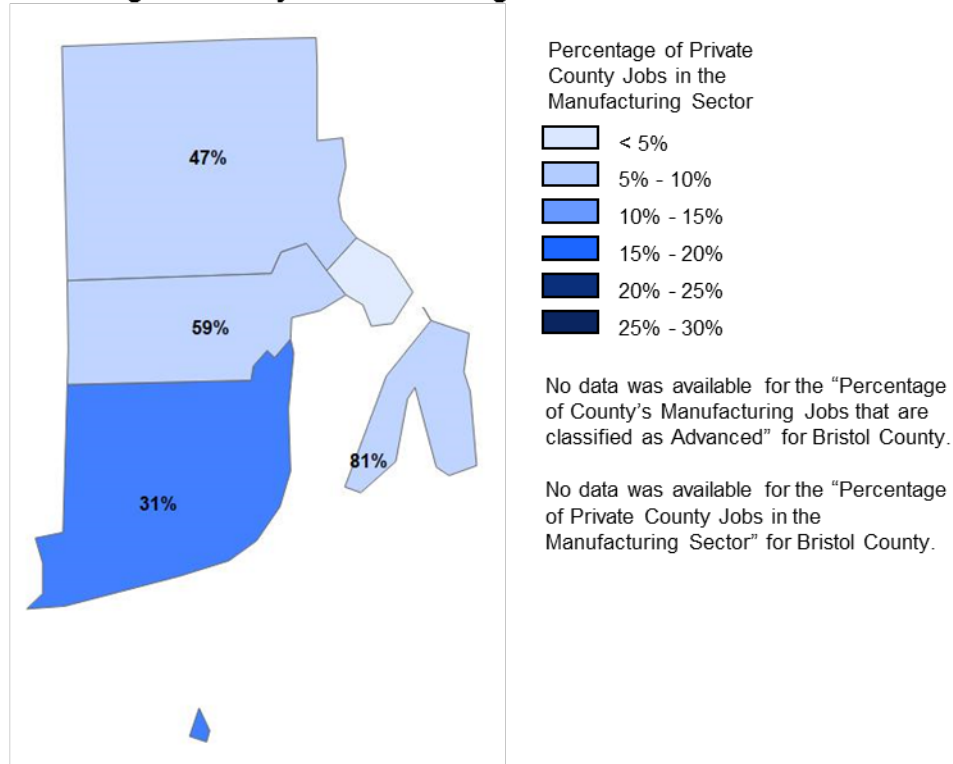 47%
59%
81%
31%
Percentage of Private
County Jobs in the
Manufacturing Sector
< 5%
5% - 10%
10% - 15%
15% - 20%
20% - 25%
25% - 30%
No data was available for the “Percentage
of County’s Manufacturing Jobs that are
classified as Advanced” for Bristol County.
No data was available for the “Percentage
of Private County Jobs in the
Manufacturing Sector” for Bristol County.